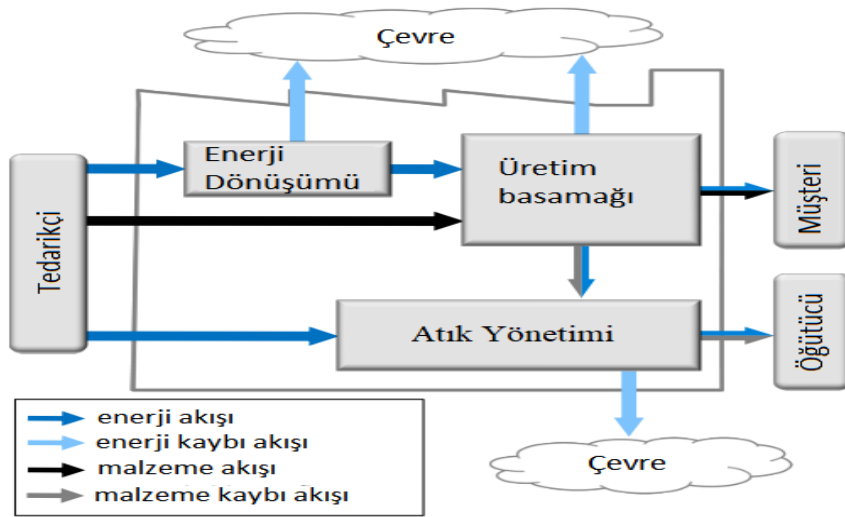 Çevre
Enerji
Dönüşümü
Üretim
basamağı
Tedarikçi
Müşteri
Atık Yönetimi
Öğütücü
enerji akışı
enerji kaybı akışı
malzeme akışı
malzeme kaybı akışı
Çevre